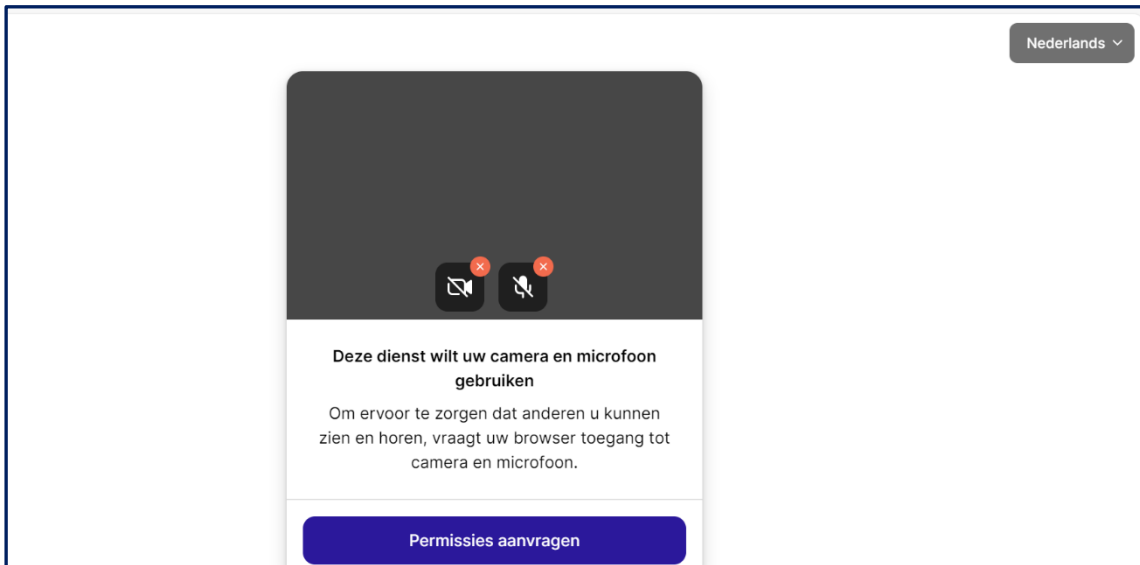 Nederlands
Deze dienst wilt uw camera en microfoon
gebruiken
Om ervoor te zorgen dat anderen u kunnen
zien en horen, vraagt uw browser toegang tot
camera en microfoon.
Permissies aanvragen